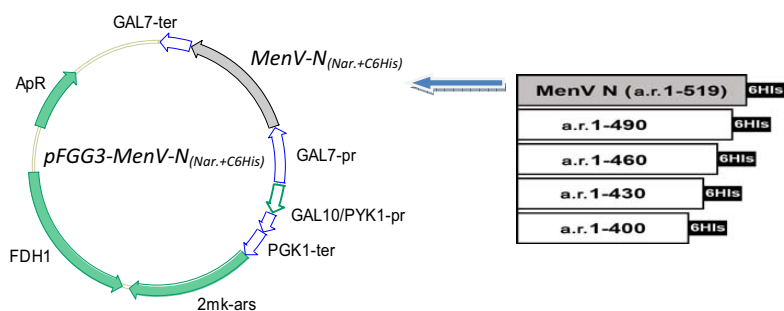 GAL7-ter
MenV-N(Nar.+C6His)
ApR
pFGG3-MenV-N(Nar.+C6His)
GAL7-pr
GAL10/PYK1-pr
PGK1-ter
FDH1
2mk-ars
MenV N (a.r.1-519) 6HIs
a.r.1-490 6HIs
a.r.1-460 6HIs
a.r.1-430 6HIs
a.r.1-400 6HIs